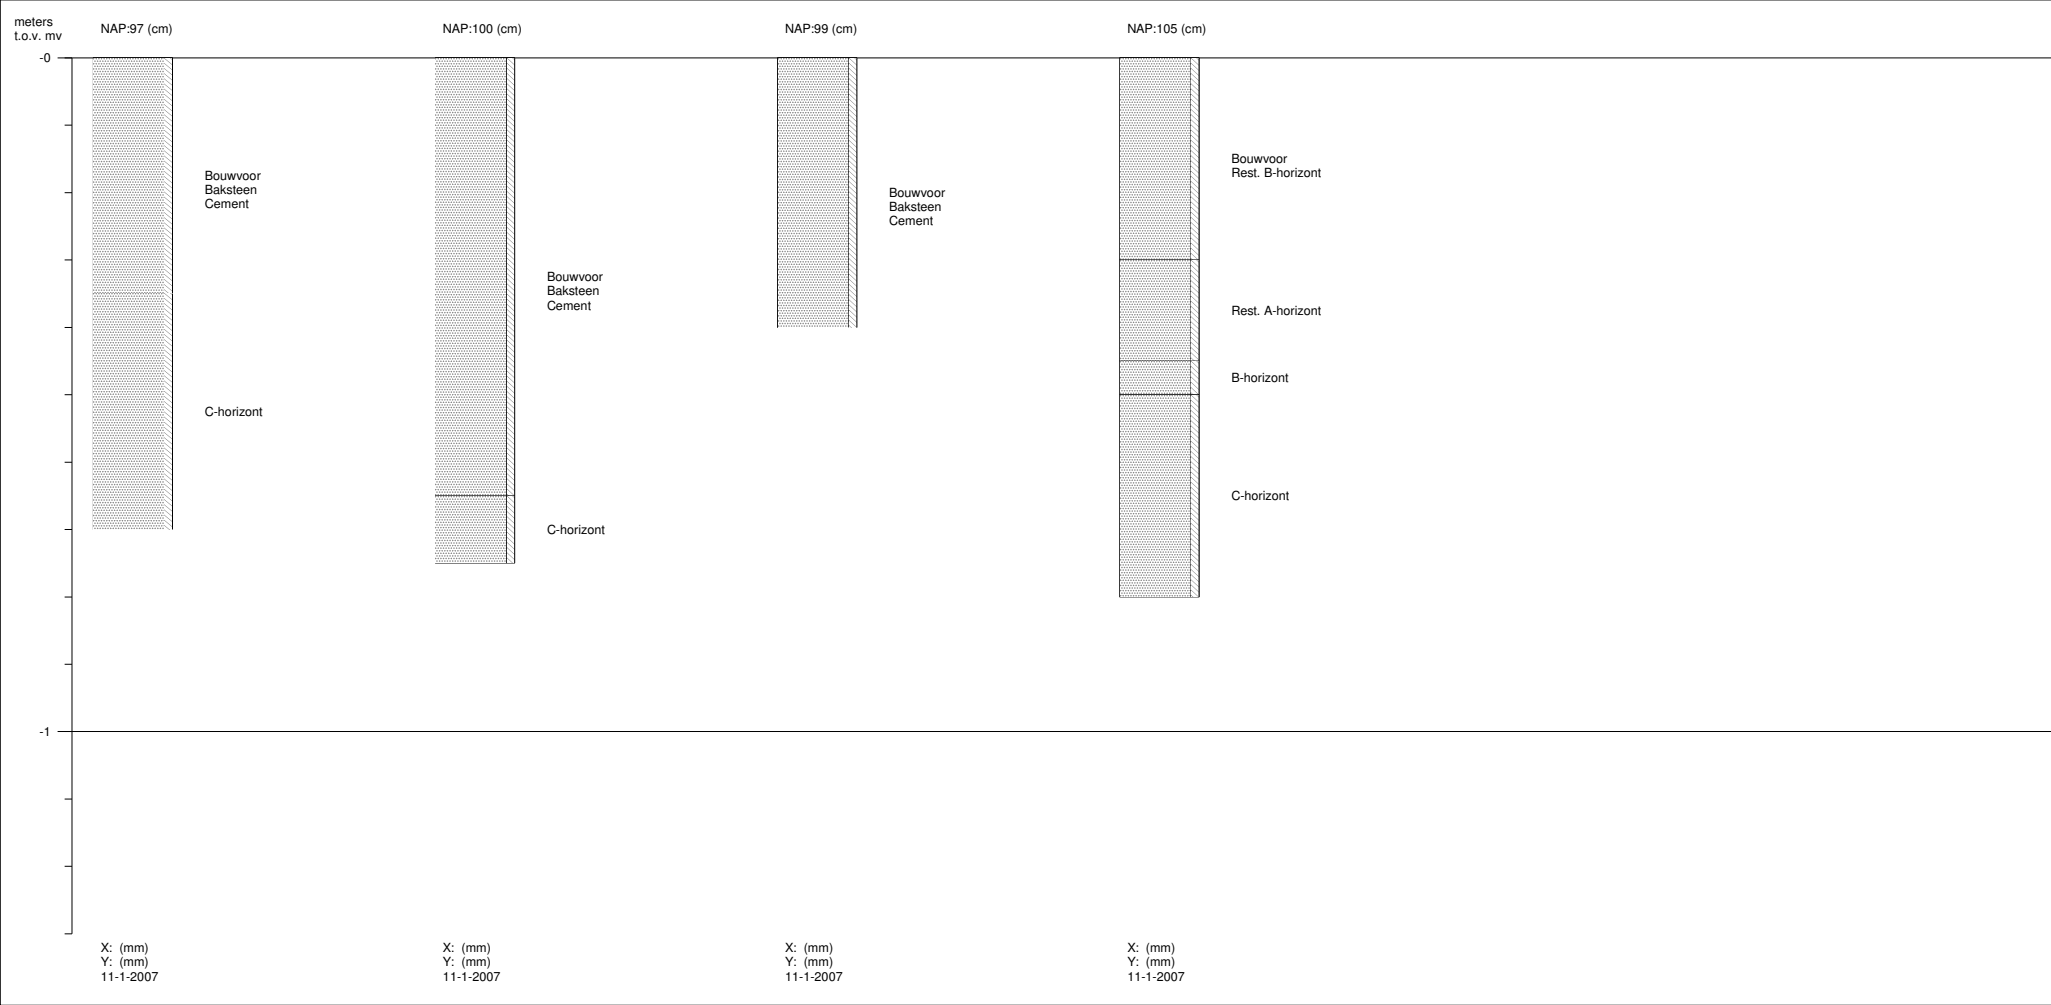 meters
t.o.v. mv
NAP:97 (cm)
NAP:100 (cm)
NAP:99 (cm)
NAP:105 (cm)
-0
Bouwvoor
Baksteen
Cement
C-horizont
Bouwvoor
Baksteen
Cement
C-horizont
Bouwvoor
Baksteen
Cement
Bouwvoor
Rest. B-horizont
Rest. A-horizont
B-horizont
C-horizont
-1
X: (mm)
Y: (mm)
11-1-2007
X: (mm)
Y: (mm)
11-1-2007
X: (mm)
Y: (mm)
11-1-2007
X: (mm)
Y: (mm)
11-1-2007